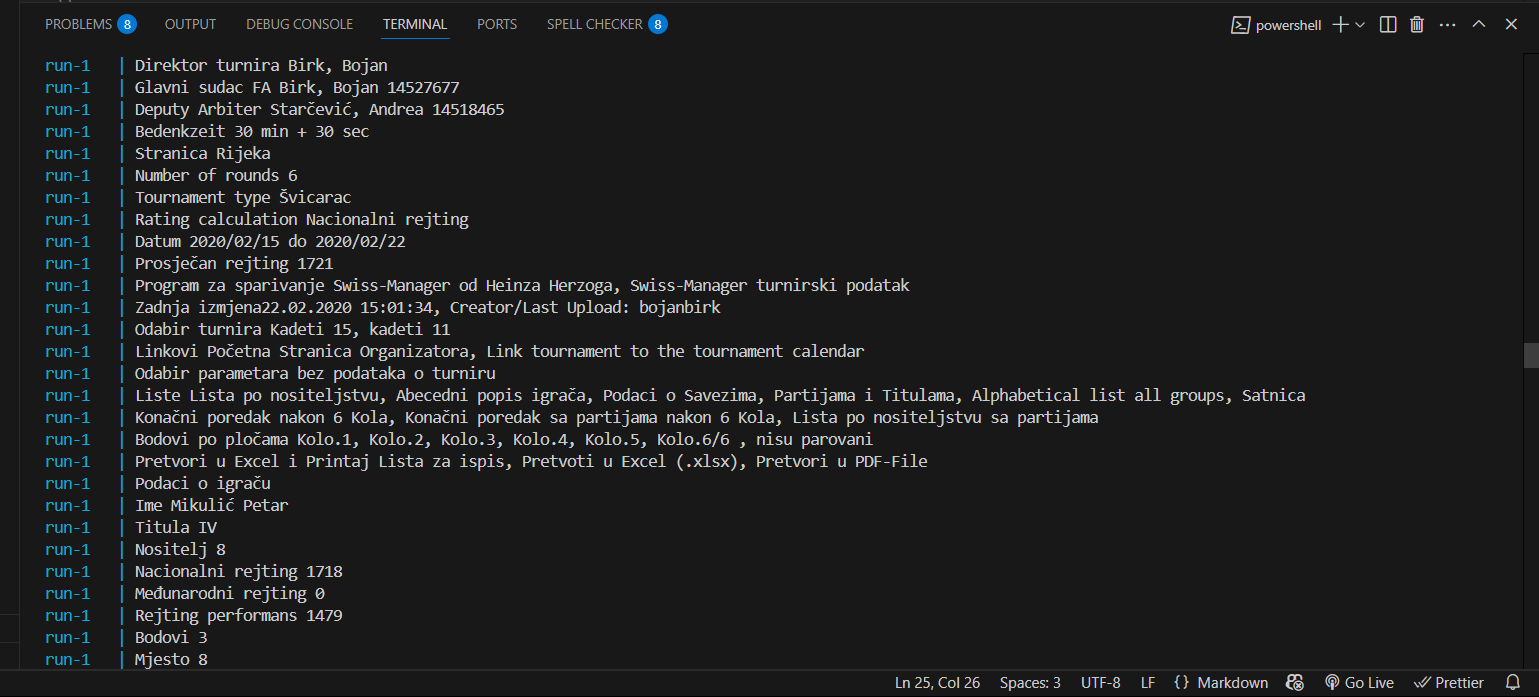 PROBLEMS 8 OUTPUT DEBUG CONSOLE TERMINAL PORTS SPELL CHECKER 8 powershell
run-1 | Direktor turnira Birk, Bojan
run-1 | Glavni sudac FA Birk, Bojan 14527677
run-1 | Deputy Arbiter Starčević, Andrea 14518465
run-1 | Bedenkzeit 30 min + 30 sec
run-1 | Stranica Rijeka
run-1 | Number of rounds 6
run-1 | Tournament type Švicarac
run-1 | Rating calculation Nacionalni rejting
run-1 | Datum 2020/02/15 do 2020/02/22
run-1 | Prosječan rejting 1721
run-1 | Program za sparivanje Swiss-Manager od Heinza Herzoga, Swiss-Manager turnirski podatak
run-1 | Zadnja izmjena22.02.2020 15:01:34, Creator/Last Upload: bojanbirk
run-1 | Odabir turnira Kadeti 15, kadeti 11
run-1 | Linkovi Početna Stranica Organizatora, Link tournament to the tournament calendar
run-1 | Odabir parametara bez podataka o turniru
run-1 | Liste Lista po nositeljstvu, Abecedni popis igrača, Podaci o Savezima, Partijama i Titulama, Alphabetical list all groups, Satnica
run-1 | Konačni poredak nakon 6 Kola, Konačni poredak sa partijama nakon 6 Kola, Lista po nositeljstvu sa partijama
run-1 | Bodovi po pločama Kolo.1, Kolo.2, Kolo.3, Kolo.4, Kolo.5, Kolo.6/6 , nisu parovani
run-1 | Pretvori u Excel i Printaj Lista za ispis, Pretvoti u Excel (.xlsx), Pretvori u PDF-File
run-1 | Podaci o igraču
run-1 | Ime Mikulić Petar
run-1 | Titula IV
run-1 | Nositelj 8
run-1 | Nacionalni rejting 1718
run-1 | Međunarodni rejting 0
run-1 | Rejting performans 1479
run-1 | Bodovi 3
run-1 | Mjesto 8
Ln 25, Col 26 Spaces: 3 UTF-8 LF {} Markdown Go Live Prettier